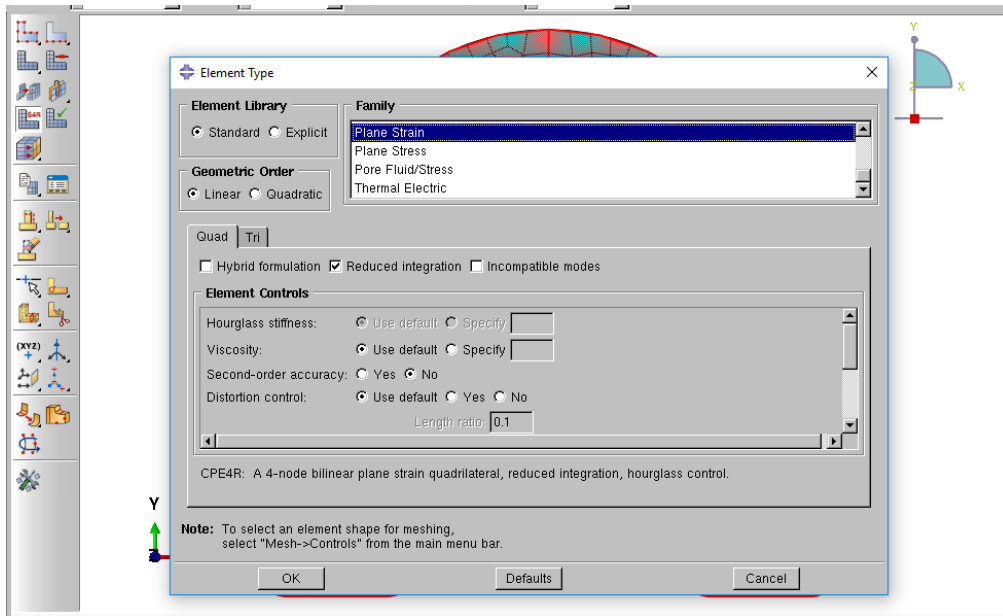 Element Type
Element Library
Standard Explicit
Geometric Order
Linear Quadratic
Family
Plane Strain
Plane Stress
Pore Fluid/Stress
Thermal Electric
Quad Tri
Hybrid formulation Reduced integration Incompatible modes
Element Controls
Hourglass stiffness: Use default Specify
Viscosity: Use default Specify
Second-order accuracy: Yes No
Distortion control: Use default Yes No
Length ratio: 0.1
CPE4R: A 4-node bilinear plane strain quadrilateral, reduced integration, hourglass control.
Note: To select an element shape for meshing,
select "Mesh->Controls" from the main menu bar.
OK Defaults Cancel
S4R
(XYZ)
Y
X
Z
Y